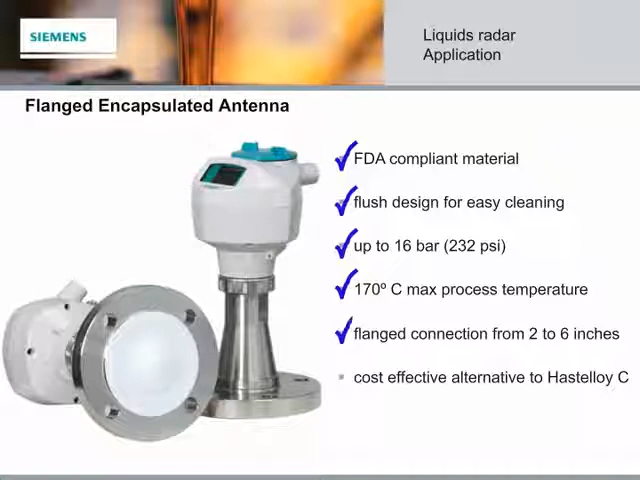 SIEMENS
Liquids radar
Application
Flanged Encapsulated Antenna
FDA compliant material
flush design for easy cleaning
up to 16 bar (232 psi)
170º C max process temperature
flanged connection from 2 to 6 inches
cost effective alternative to Hastelloy C